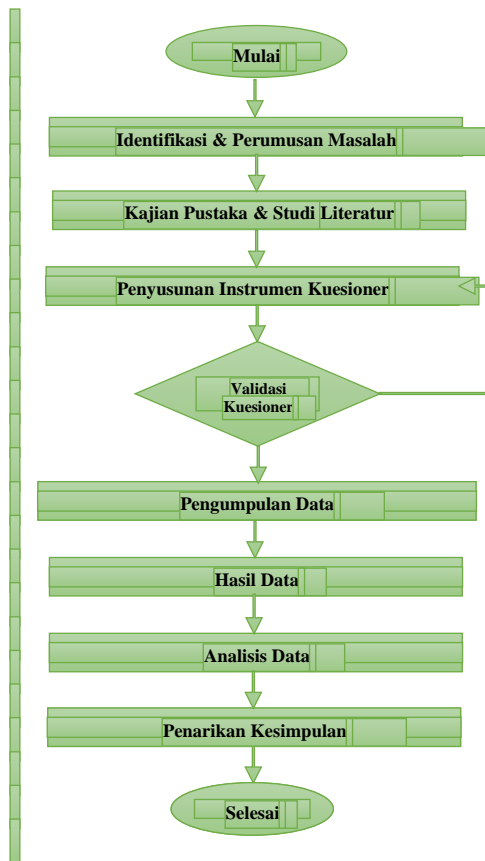 Mulai
Identifikasi & Perumusan Masalah
Kajian Pustaka & Studi Literatur
Penyusunan Instrumen Kuesioner
Validasi
Kuesioner
Pengumpulan Data
Hasil Data
Analisis Data
Penarikan Kesimpulan
Selesai